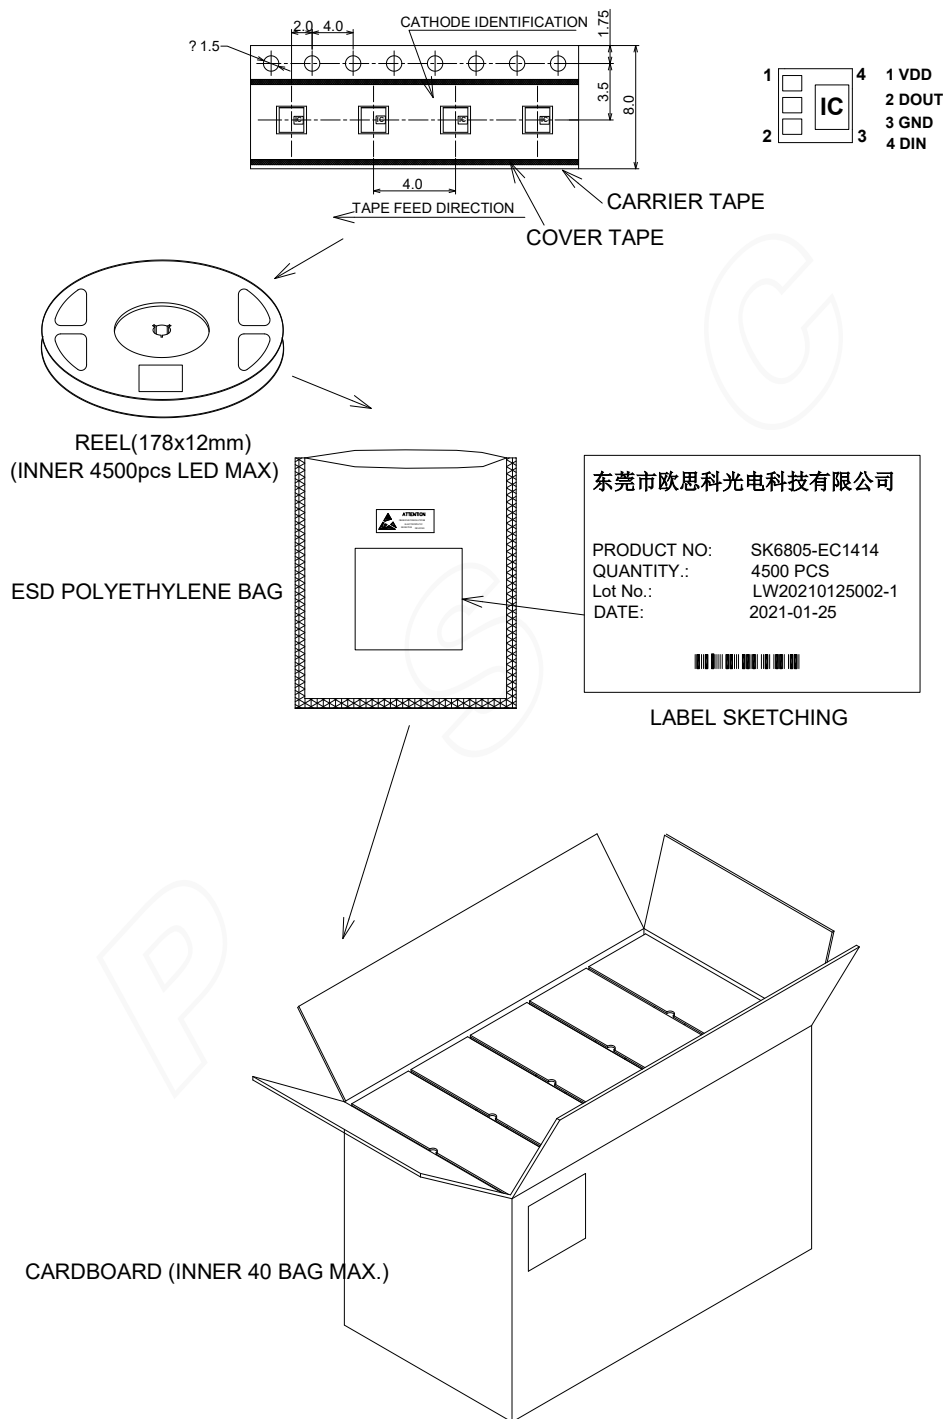 2.0 4.0 CATHODE IDENTIFICATION 1.75
? 1.5
3.5
8.0
4.0
TAPE FEED DIRECTION
CARRIER TAPE
COVER TAPE
1 4
2 3
IC
1 VDD
2 DOUT
3 GND
4 DIN
REEL(178x12mm)
(INNER 4500pcs LED MAX)
ATTENTION
ESD POLYETHYLENE BAG
东莞市欧思科光电科技有限公司
PRODUCT NO: SK6805-EC1414
QUANTITY.: 4500 PCS
Lot No.: LW20210125002-1
DATE: 2021-01-25
LABEL SKETCHING
CARDBOARD (INNER 40 BAG MAX.)
P S C